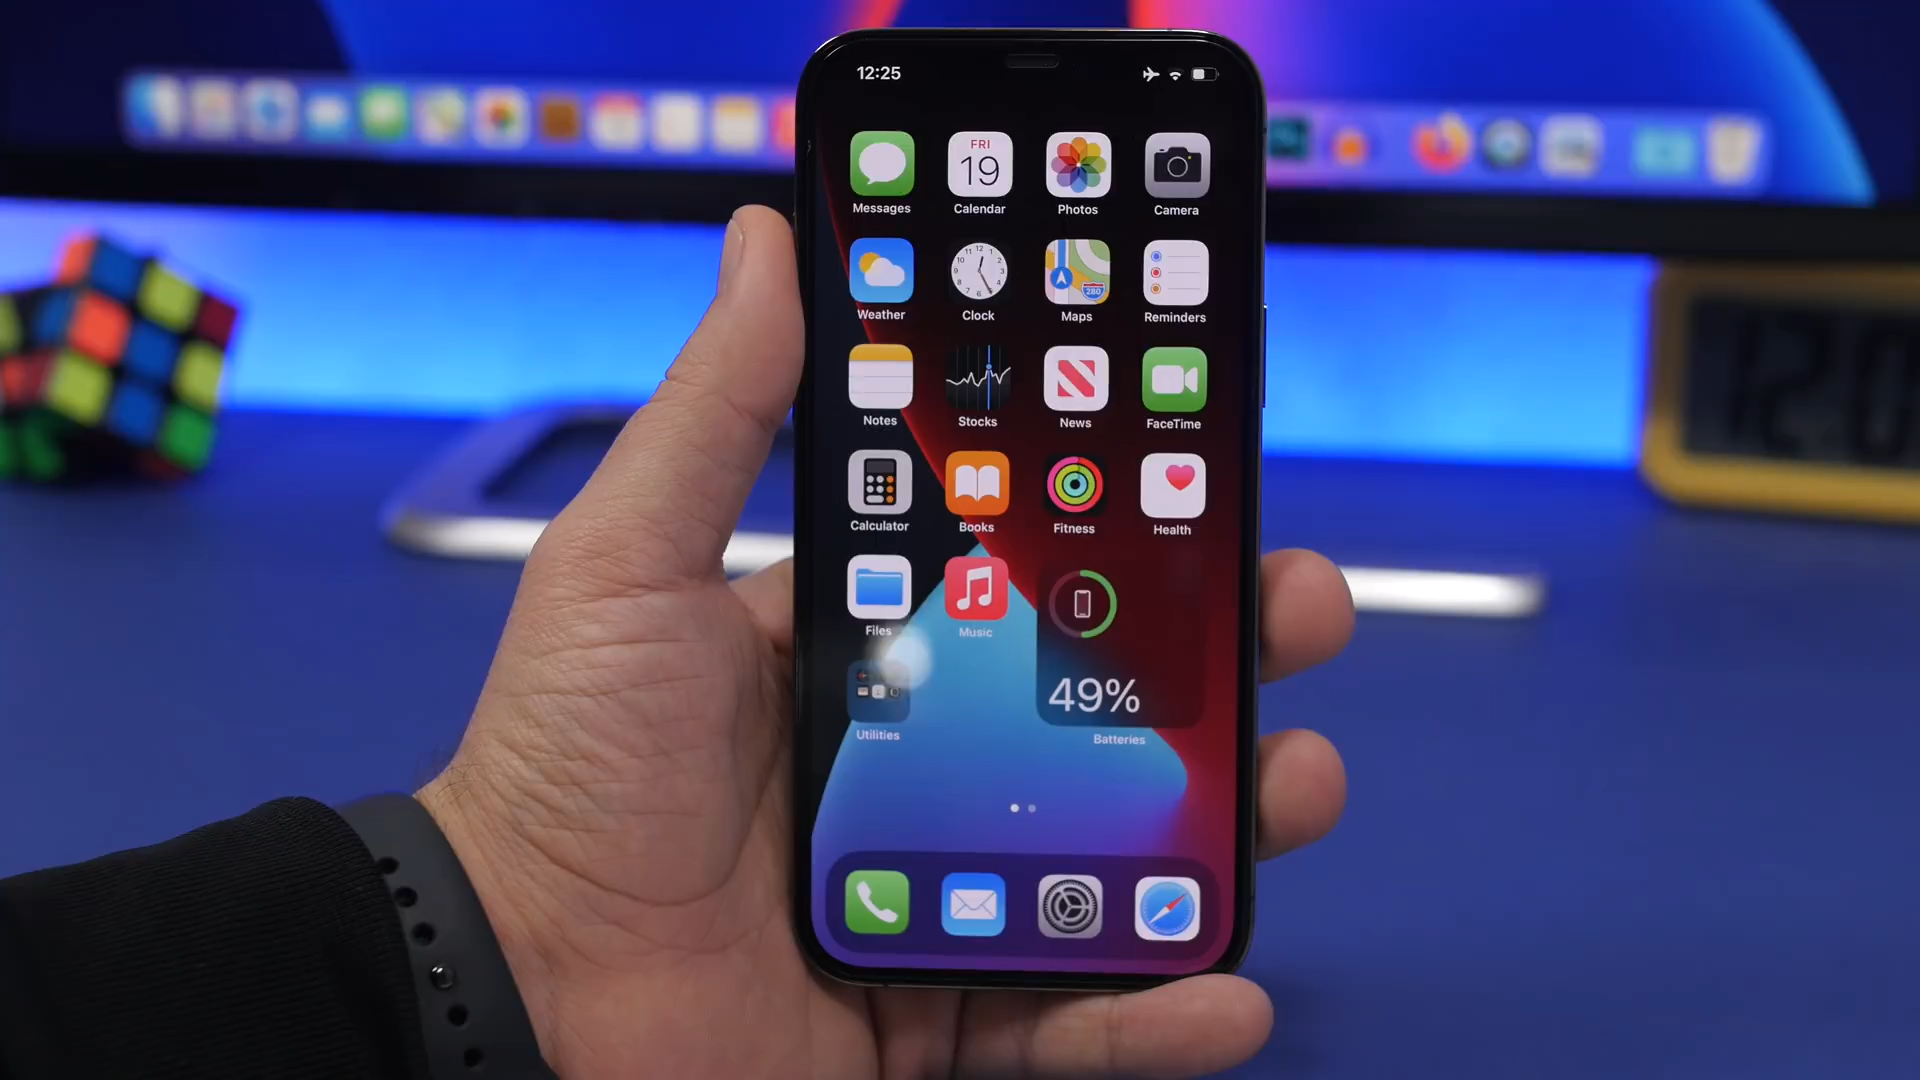 12:25
FRI
19
Messages Calendar Photos Camera
280
Weather Clock Maps Reminders
Notes Stocks News FaceTime
Calculator Books Fitness Health
Files Music
49%
Utilities Batteries